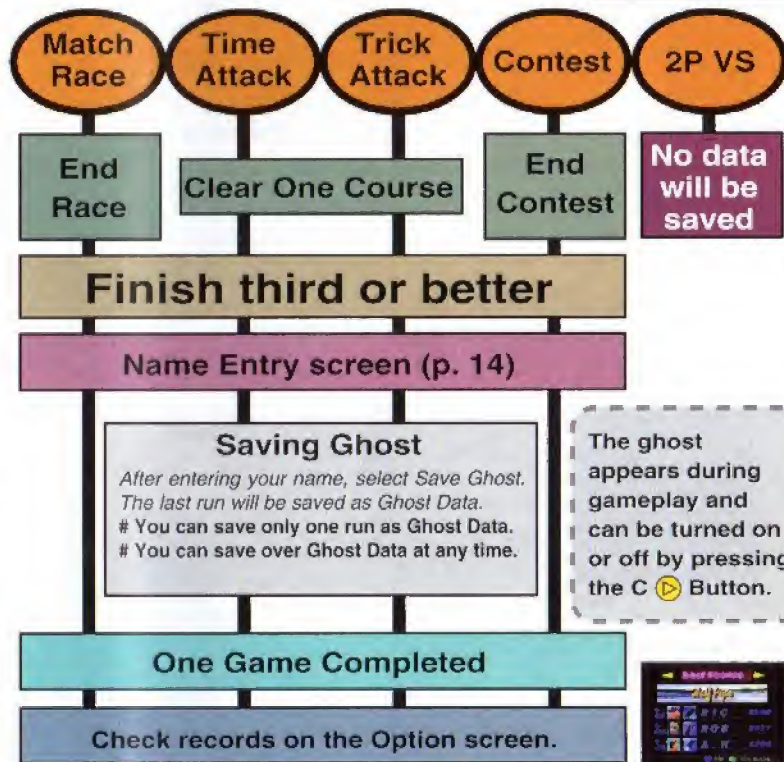 Match
Race
Time
Attack
Trick
Attack
Contest
2P VS
End
Race
Clear One Course
End
Contest
No data
will be
saved
Finish third or better
Name Entry screen (p. 14)
Saving Ghost
After entering your name, select Save Ghost.
The last run will be saved as Ghost Data.
# You can save only one run as Ghost Data.
# You can save over Ghost Data at any time.
The ghost
appears during
gameplay and
can be turned on
or off by pressing
the C Button.
One Game Completed
Check records on the Option screen.